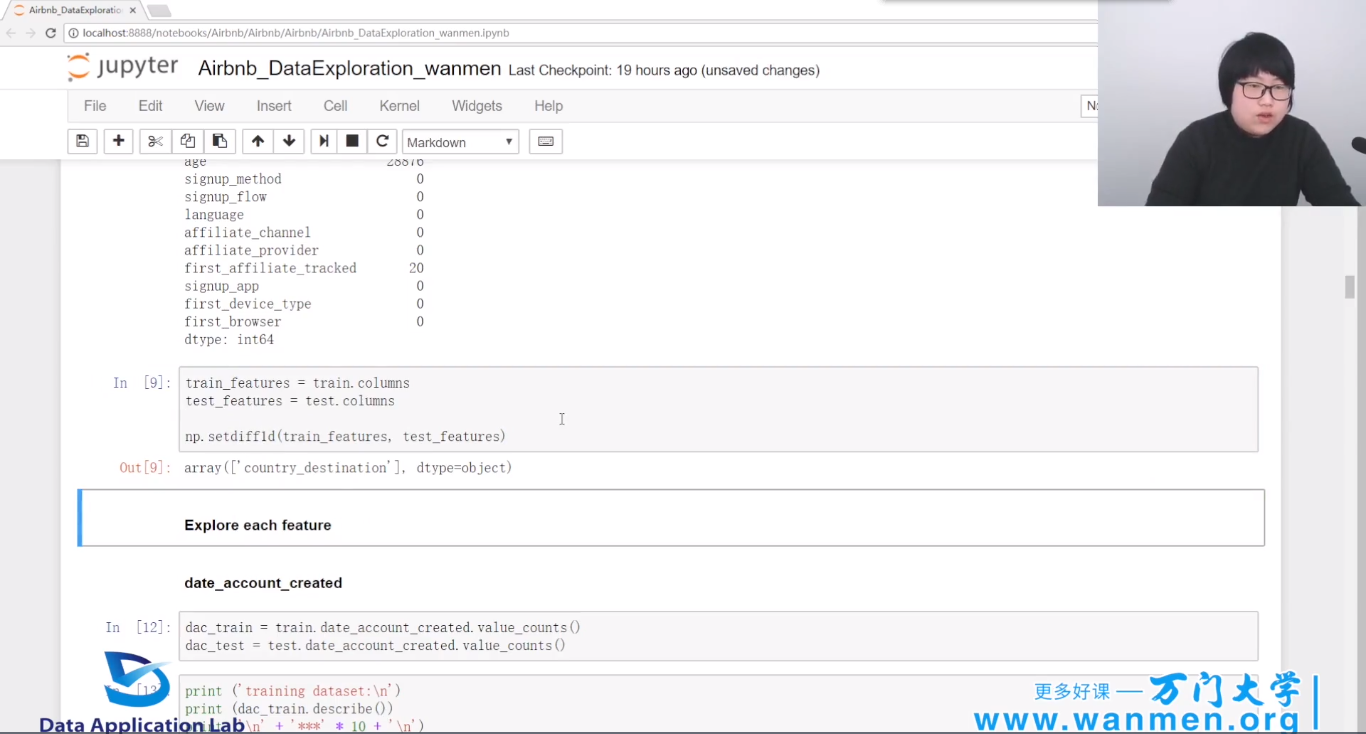 Airbnb_DataExploratio
localhost:8888/notebooks/Airbnb/Airbnb/Airbnb/Airbnb_DataExploration_wanmen.ipynb
jupyter Airbnb_DataExploration_wanmen Last Checkpoint: 19 hours ago (unsaved changes)
File Edit View Insert Cell Kernel Widgets Help
Markdown
age 28876
signup_method 0
signup_flow 0
language 0
affiliate_channel 0
affiliate_provider 0
first_affiliate_tracked 20
signup_app 0
first_device_type 0
first_browser 0
dtype: int64
In [9]: train_features = train.columns
test_features = test.columns
np.setdiff1d(train_features, test_features)
Out[9]: array(['country_destination'], dtype=object)
Explore each feature
date_account_created
In [12]: dac_train = train.date_account_created.value_counts()
dac_test = test.date_account_created.value_counts()
In [13]: print ('training dataset:\n')
print (dac_train.describe())
'\n' + '***' * 10 + '\n')
Data Application Lab
更多好课 — 万门大学
www.wanmen.org